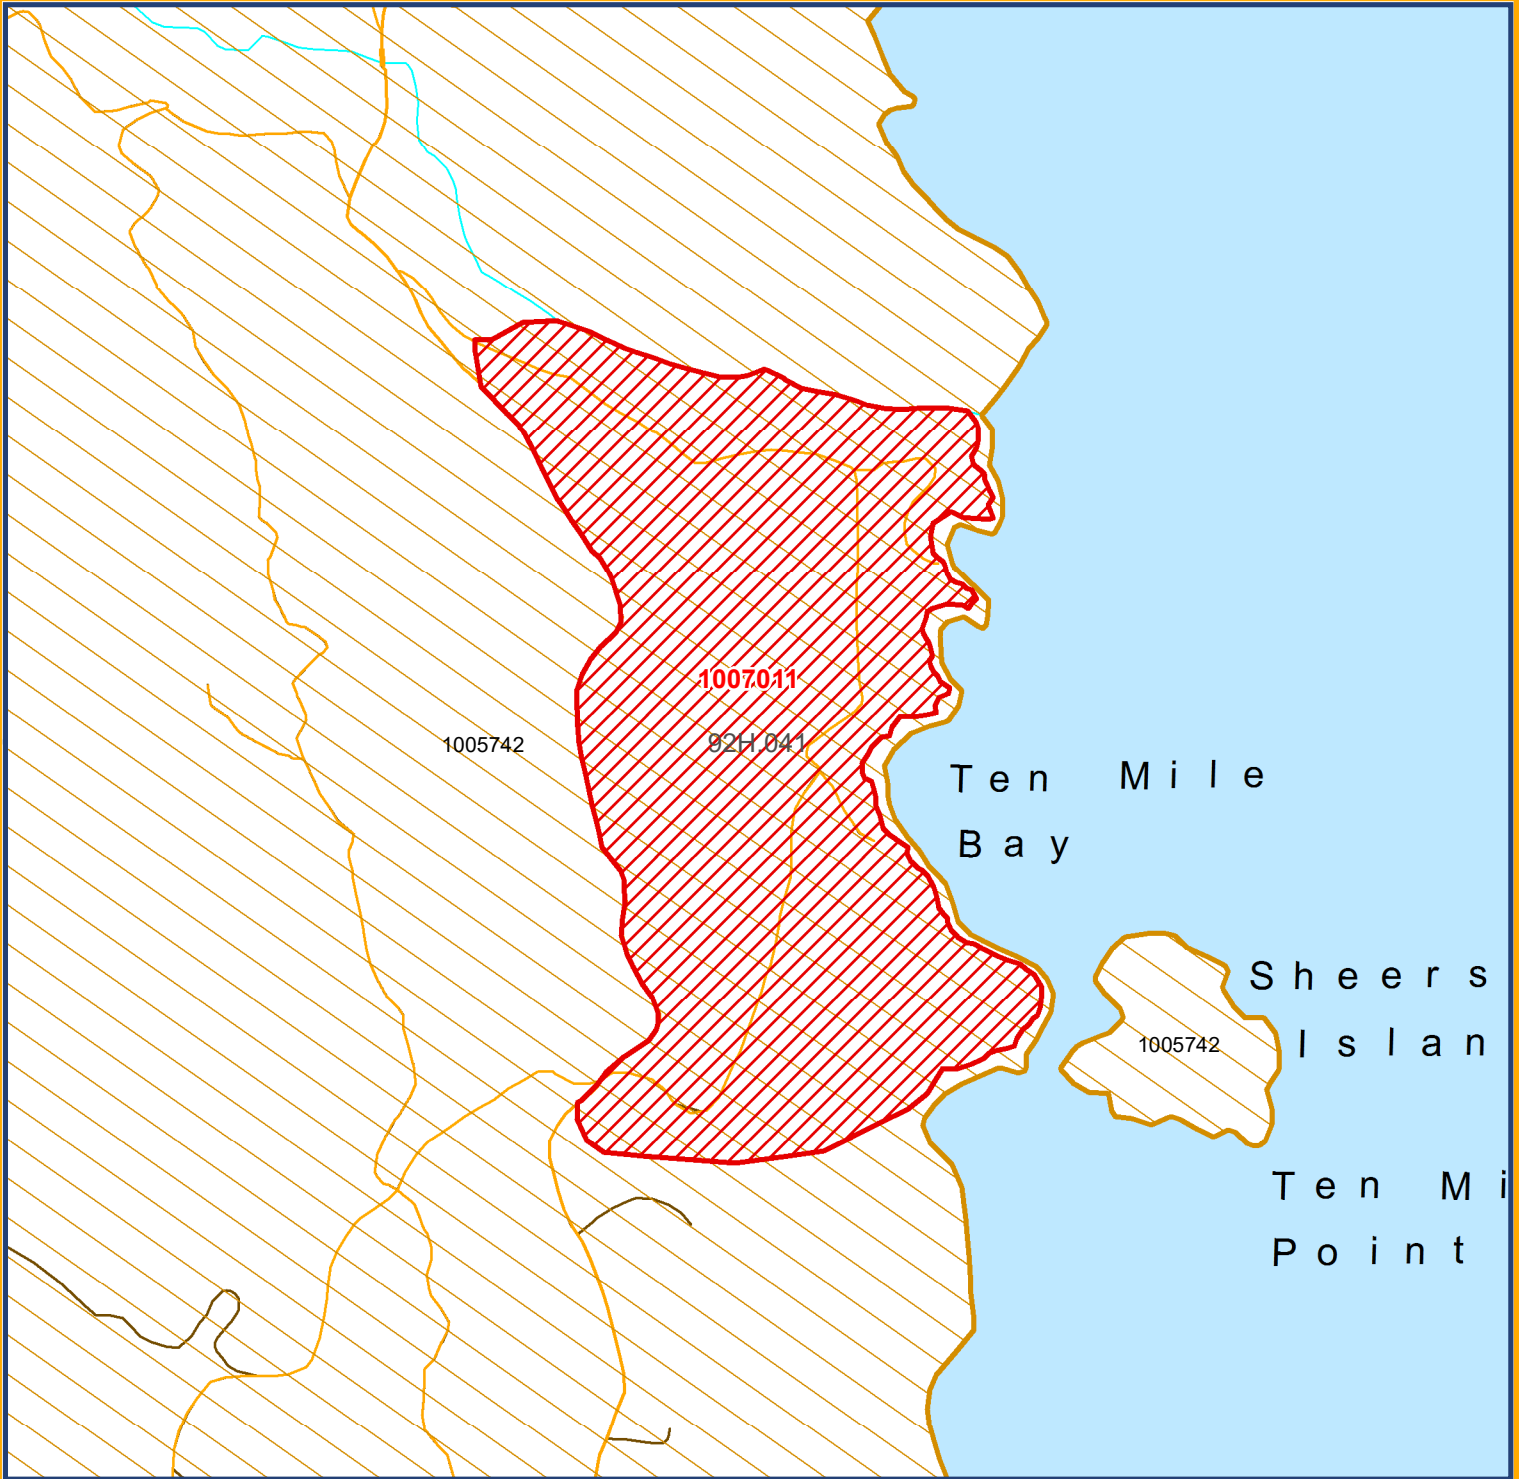 1007011
1005742
92H.041
Ten Mile
Bay
Sheers
Islan
1005742
Ten Mi
Point